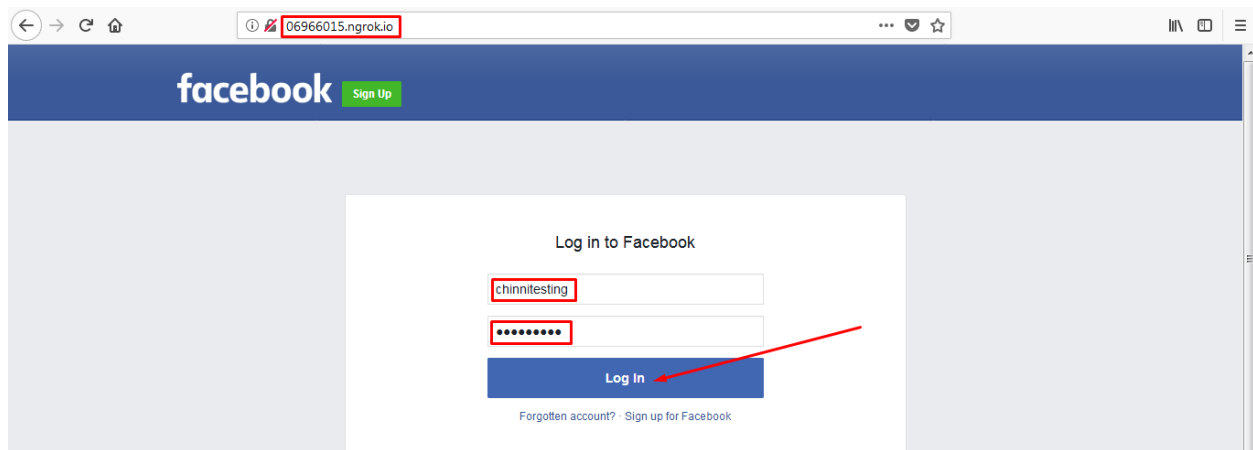 06966015.ngrok.io
facebook Sign Up
Log in to Facebook
chinnitesting
•••••••••
Log In
Forgotten account? · Sign up for Facebook